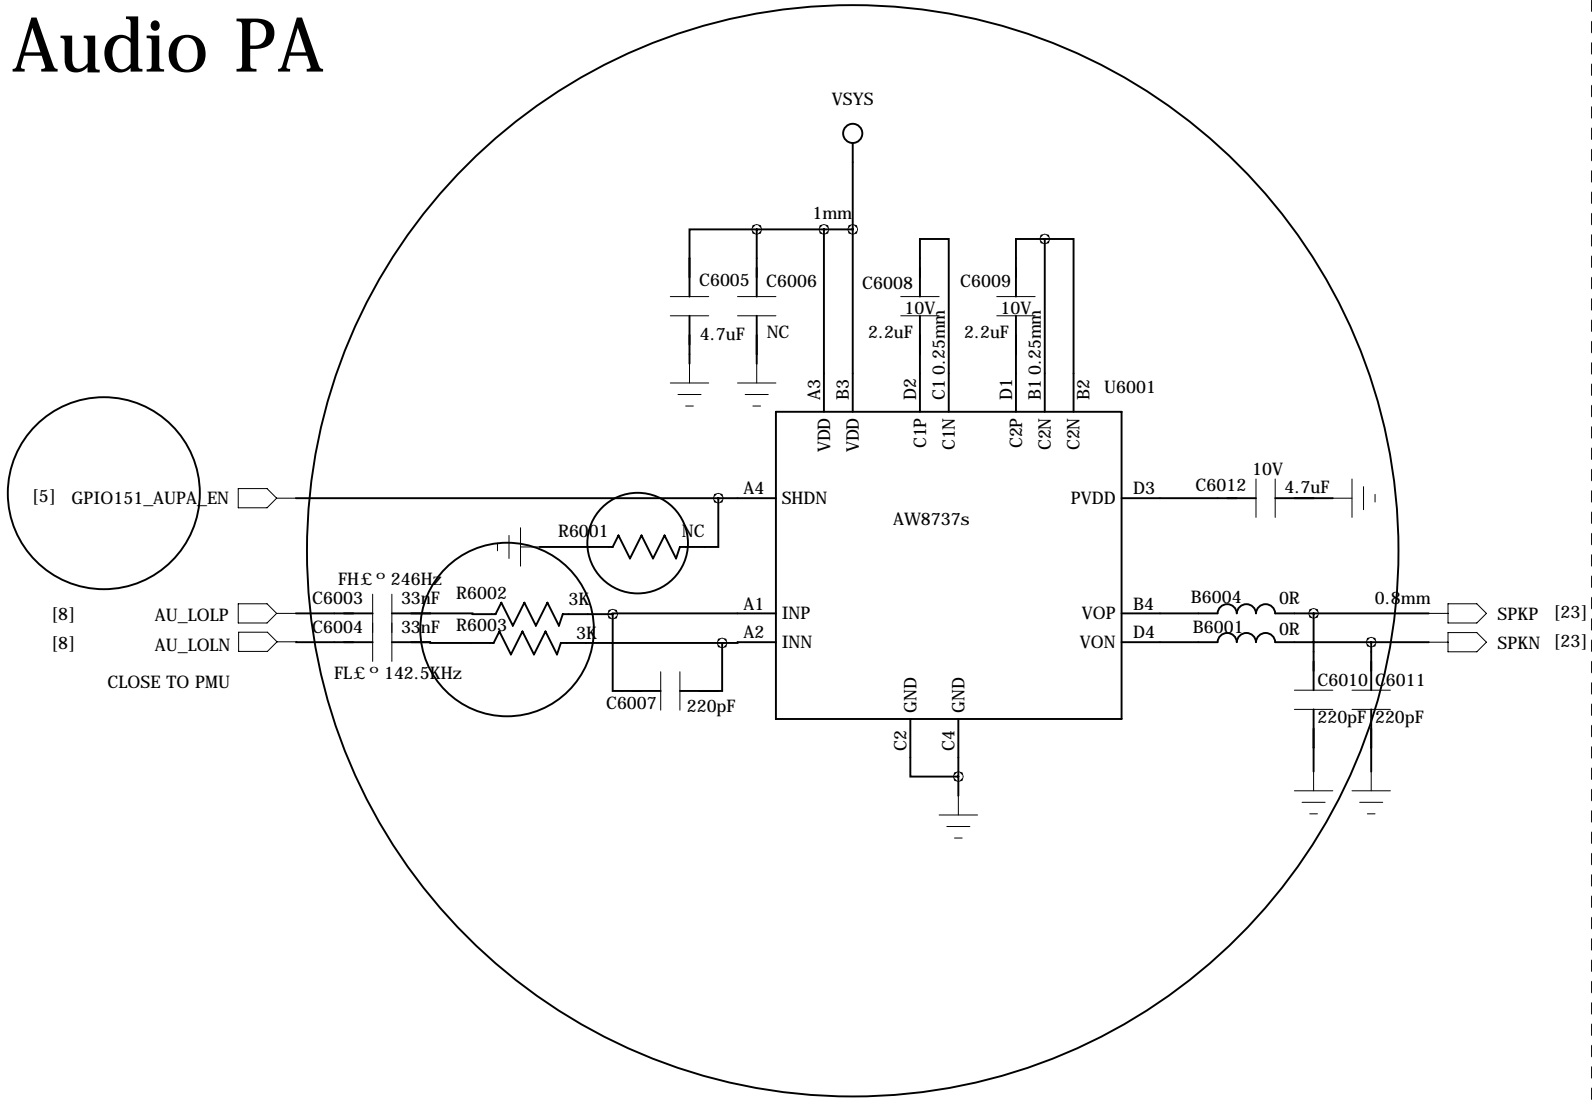 Audio PA
VSYS
1mm
C6005
C6006
C6008
C6009
10V
10V
4.7uF
NC
2.2uF
2.2uF
A3
B3
D2
C1 0.25mm
D1
B1 0.25mm
B2
U6001
VDD
VDD
C1P
C1N
C2P
C2N
C2N
[5] GPIO151_AUPA_EN
A4
SHDN
AW8737s
PVDD
D3
C6012
10V
4.7uF
R6001
NC
FH£º246Hz
C6003
33nF
R6002
3K
[8] AU_LOLP
A1
INP
VOP
B4
B6004
0R
0.8mm
SPKP [23]
C6004
33nF
R6003
3K
[8] AU_LOLN
A2
INN
VON
D4
B6001
0R
SPKN [23]
FL£º142.5KHz
CLOSE TO PMU
C6007
220pF
GND
GND
C2
C4
C6010
C6011
220pF
220pF